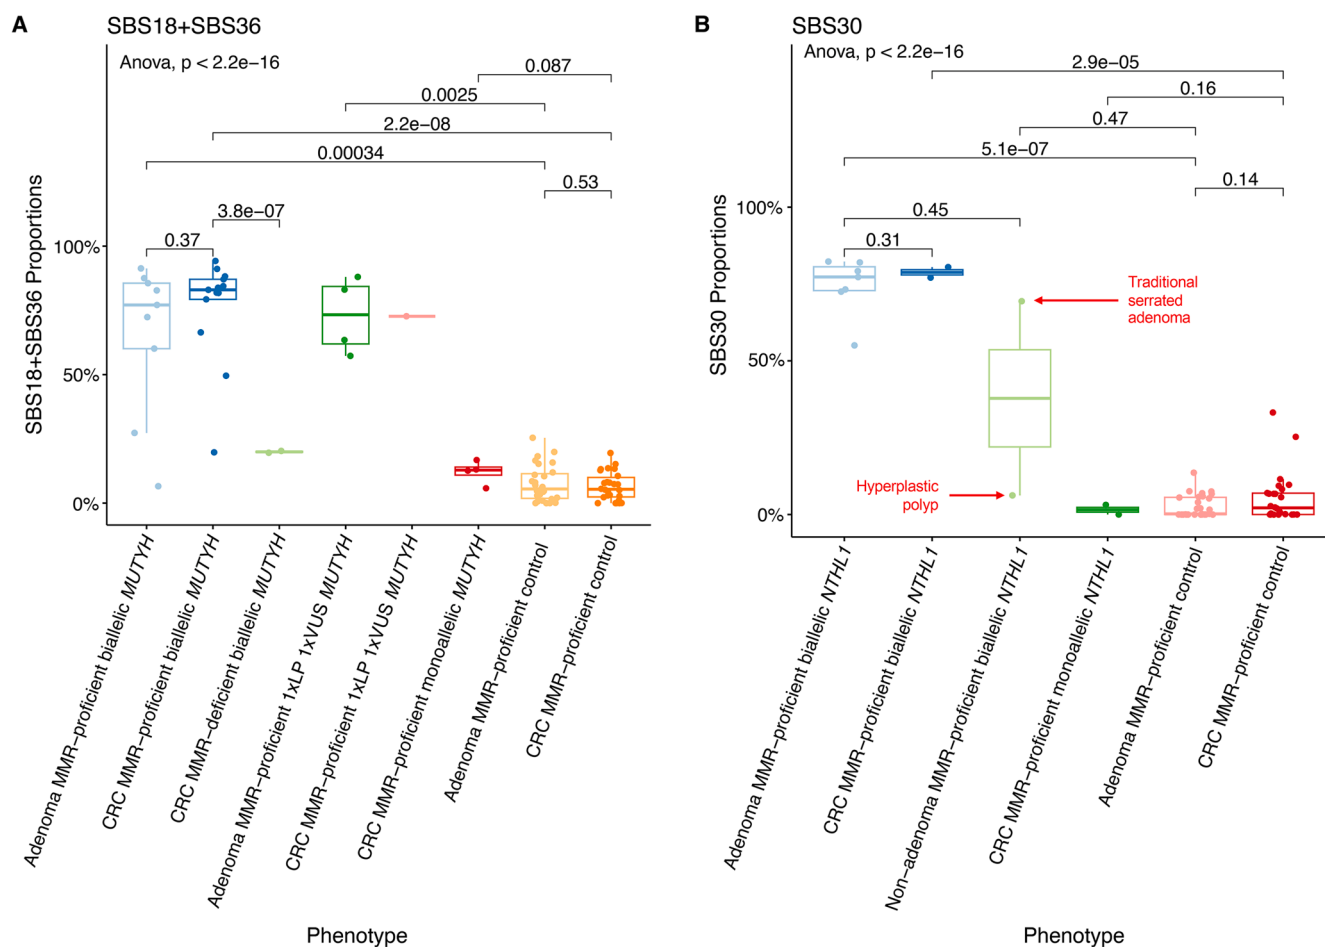 A
SBS18+SBS36
Anova, p < 2.2e−16
0.087
0.0025
2.2e−08
0.00034
0.53
3.8e−07
0.37
SBS18+SBS36 Proportions
100%
50%
0%
Adenoma MMR−proficient biallelic MUTYH
CRC MMR−proficient biallelic MUTYH
CRC MMR−deficient biallelic MUTYH
Adenoma MMR−proficient 1xLP 1xVUS MUTYH
CRC MMR−proficient 1xLP 1xVUS MUTYH
CRC MMR−proficient monoallelic MUTYH
Adenoma MMR−proficient control
CRC MMR−proficient control
Phenotype
B
SBS30
Anova, p < 2.2e−16
2.9e−05
0.16
0.47
5.1e−07
0.14
0.45
0.31
SBS30 Proportions
100%
50%
0%
Traditional
serrated
adenoma
Hyperplastic
polyp
Adenoma MMR−proficient biallelic NTHL1
CRC MMR−proficient biallelic NTHL1
Non−adenoma MMR−proficient biallelic NTHL1
CRC MMR−proficient monoallelic NTHL1
Adenoma MMR−proficient control
CRC MMR−proficient control
Phenotype